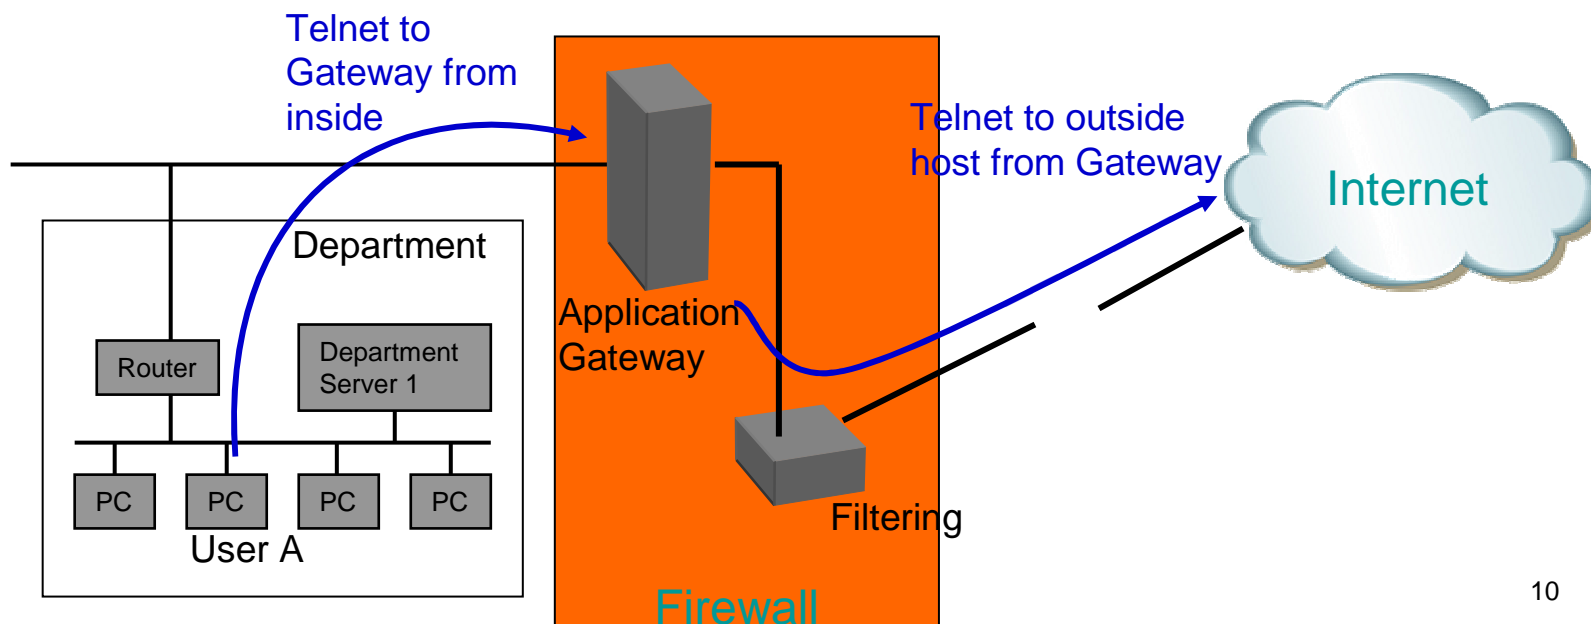 Telnet to
Gateway from
inside
Telnet to outside
host from Gateway
Internet
Department
Application
Gateway
Router
Department
Server 1
PC
PC
PC
PC
User A
Filtering
Firewall
10